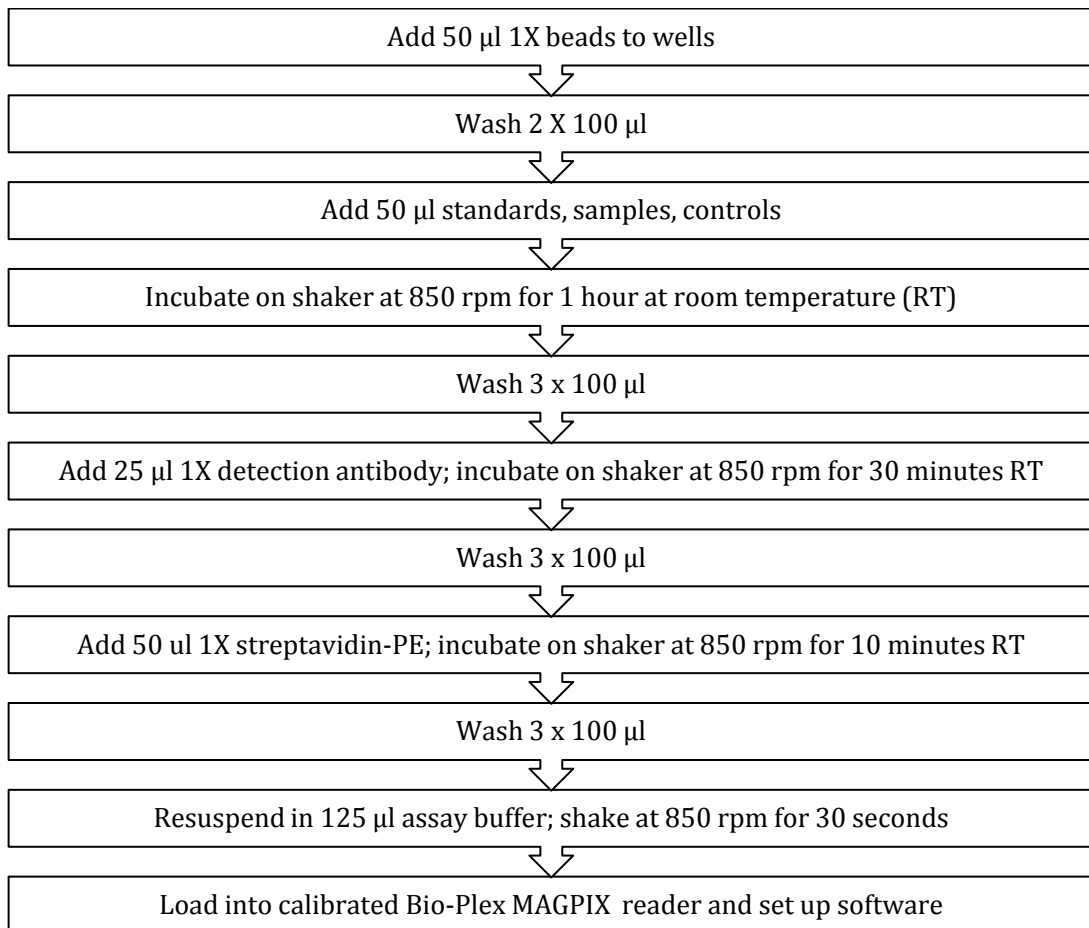 Add 50 µl 1X beads to wells
Wash 2 X 100 µl
Add 50 µl standards, samples, controls
Incubate on shaker at 850 rpm for 1 hour at room temperature (RT)
Wash 3 x 100 µl
Add 25 µl 1X detection antibody; incubate on shaker at 850 rpm for 30 minutes RT
Wash 3 x 100 µl
Add 50 ul 1X streptavidin-PE; incubate on shaker at 850 rpm for 10 minutes RT
Wash 3 x 100 µl
Resuspend in 125 µl assay buffer; shake at 850 rpm for 30 seconds
Load into calibrated Bio-Plex MAGPIX reader and set up software